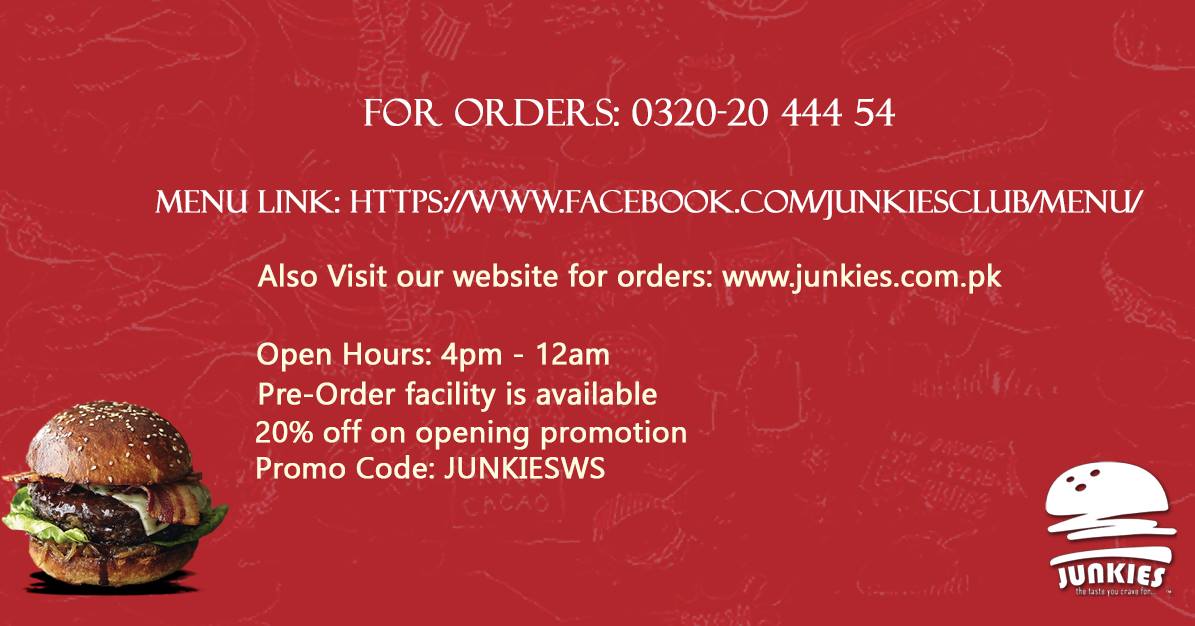 FOR ORDERS: 0320-20 444 54
MENU LINK: HTTPS://WWW.FACEBOOK.COM/JUNKIESCLUB/MENU/
Also Visit our website for orders: www.junkies.com.pk
Open Hours: 4pm - 12am
Pre-Order facility is available
20% off on opening promotion
Promo Code: JUNKIESWS
CACAO
JUNKIES
the taste you crave for... ™